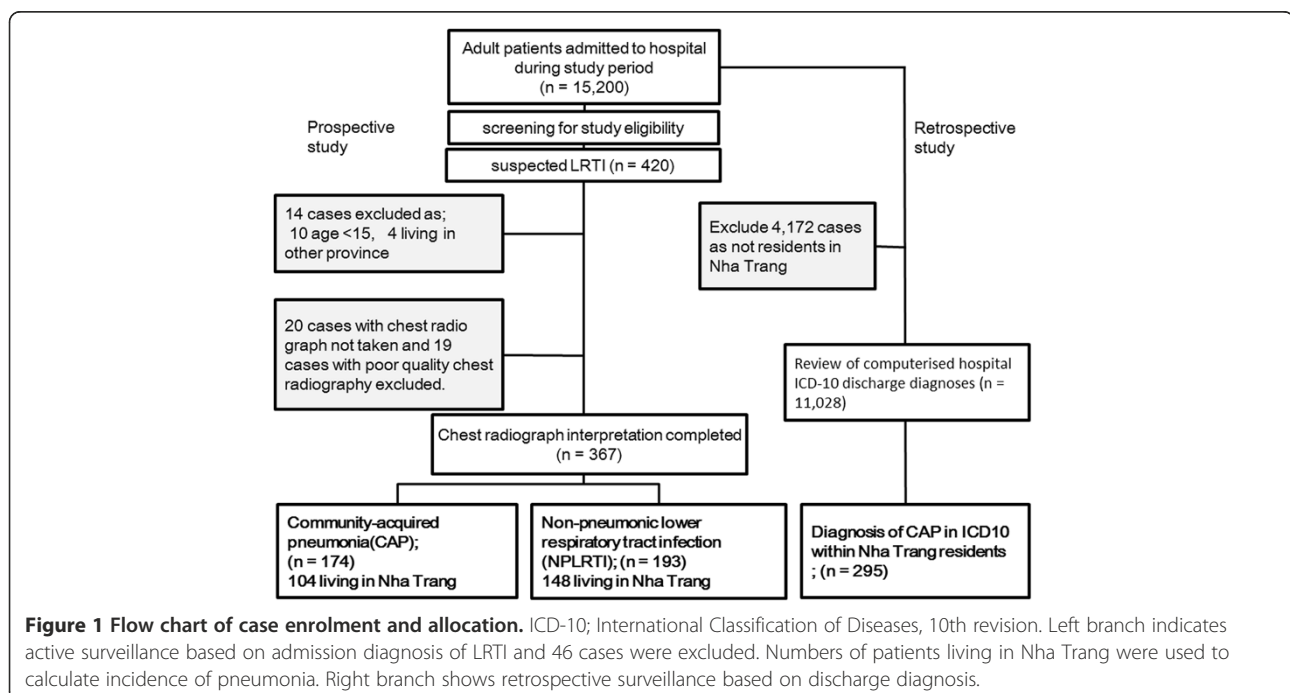 Adult patients admitted to hospital
during study period
(n = 15,200)
Prospective
study
screening for study eligibility
Retrospective
study
suspected LRTI (n = 420)
14 cases excluded as;
10 age <15, 4 living in
other province
Exclude 4,172 cases
as not residents in
Nha Trang
20 cases with chest radio
graph not taken and 19
cases with poor quality chest
radiography excluded.
Review of computerised hospital
ICD-10 discharge diagnoses (n =
11,028)
Chest radiograph interpretation completed
(n = 367)
Community-acquired
pneumonia(CAP);
(n = 174)
104 living in Nha Trang
Non-pneumonic lower
respiratory tract infection
(NPLRTI); (n = 193)
148 living in Nha Trang
Diagnosis of CAP in ICD10
within Nha Trang residents
; (n = 295)
Figure 1 Flow chart of case enrolment and allocation. ICD-10; International Classification of Diseases, 10th revision. Left branch indicates
active surveillance based on admission diagnosis of LRTI and 46 cases were excluded. Numbers of patients living in Nha Trang were used to
calculate incidence of pneumonia. Right branch shows retrospective surveillance based on discharge diagnosis.